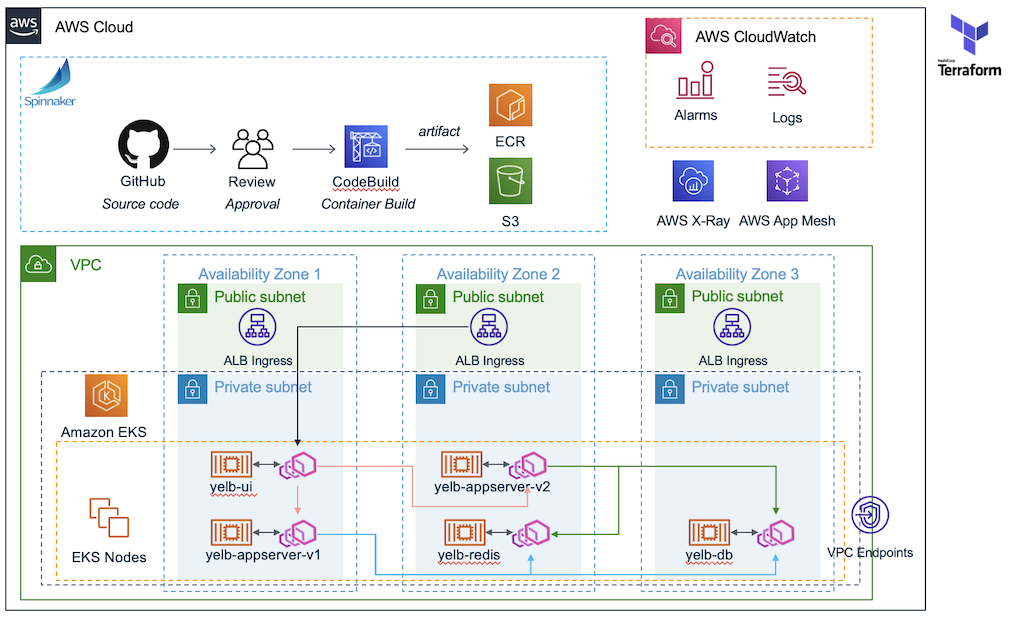 aws
AWS Cloud
AWS CloudWatch
HashiCorp
Terraform
Spinnaker
Alarms
Logs
artifact
ECR
GitHub
Source code
Review
Approval
CodeBuild
Container Build
S3
AWS X-Ray
AWS App Mesh
VPC
Availability Zone 1
Availability Zone 2
Availability Zone 3
Public subnet
Public subnet
Public subnet
ALB Ingress
ALB Ingress
ALB Ingress
Private subnet
Private subnet
Private subnet
K
Amazon EKS
yelb-ui
yelb-appserver-v2
EKS Nodes
yelb-appserver-v1
yelb-redis
yelb-db
VPC Endpoints